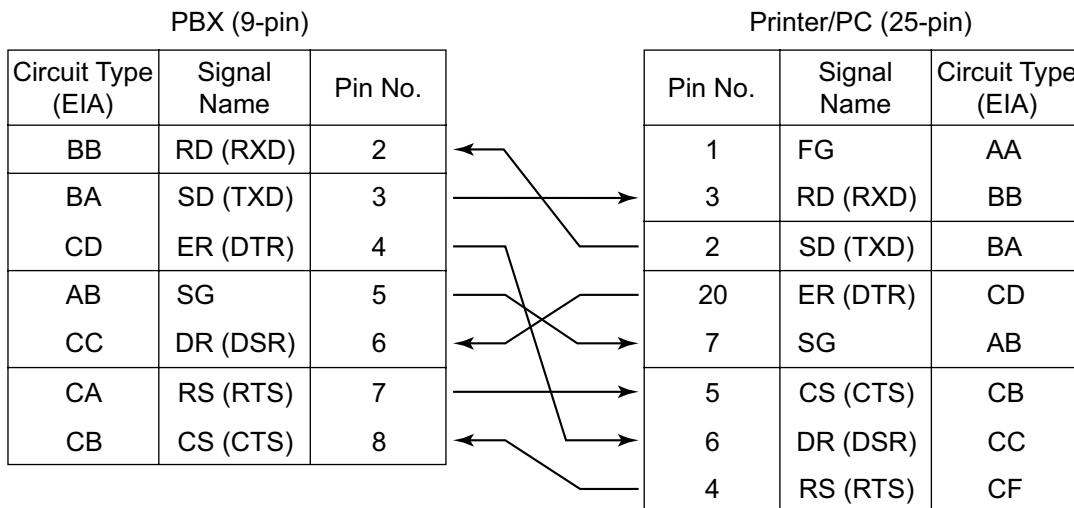 PBX (9-pin)
Circuit Type (EIA) Signal Name Pin No.
BB RD (RXD) 2
BA SD (TXD) 3
CD ER (DTR) 4
AB SG 5
CC DR (DSR) 6
CA RS (RTS) 7
CB CS (CTS) 8
Printer/PC (25-pin)
Pin No. Signal Name Circuit Type (EIA)
1 FG AA
3 RD (RXD) BB
2 SD (TXD) BA
20 ER (DTR) CD
7 SG AB
5 CS (CTS) CB
6 DR (DSR) CC
4 RS (RTS) CF